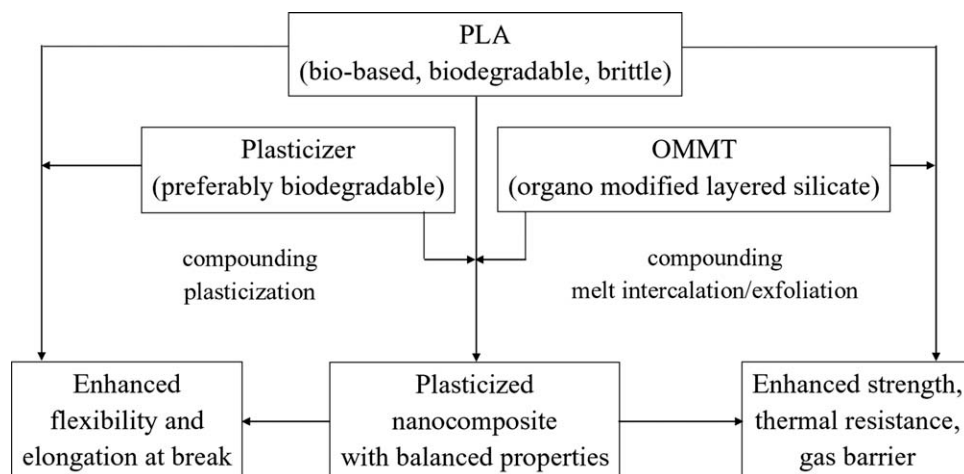 PLA
(bio-based, biodegradable, brittle)
Plasticizer
(preferably biodegradable)
OMMT
(organo modified layered silicate)
compounding
plasticization
compounding
melt intercalation/exfoliation
Enhanced
flexibility and
elongation at break
Plasticized
nanocomposite
with balanced properties
Enhanced strength,
thermal resistance,
gas barrier